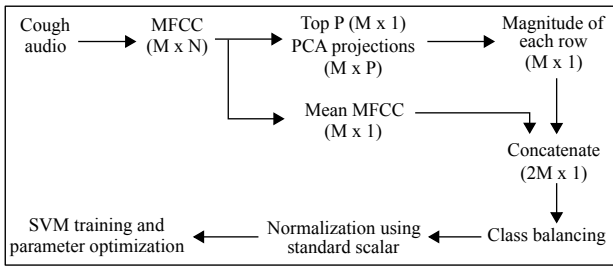 Cough
audio
MFCC
(M x N)
Top P (M x 1)
PCA projections
(M x P)
Magnitude of
each row
(M x 1)
Mean MFCC
(M x 1)
Concatenate
(2M x 1)
SVM training and
parameter optimization
Normalization using
standard scalar
Class balancing